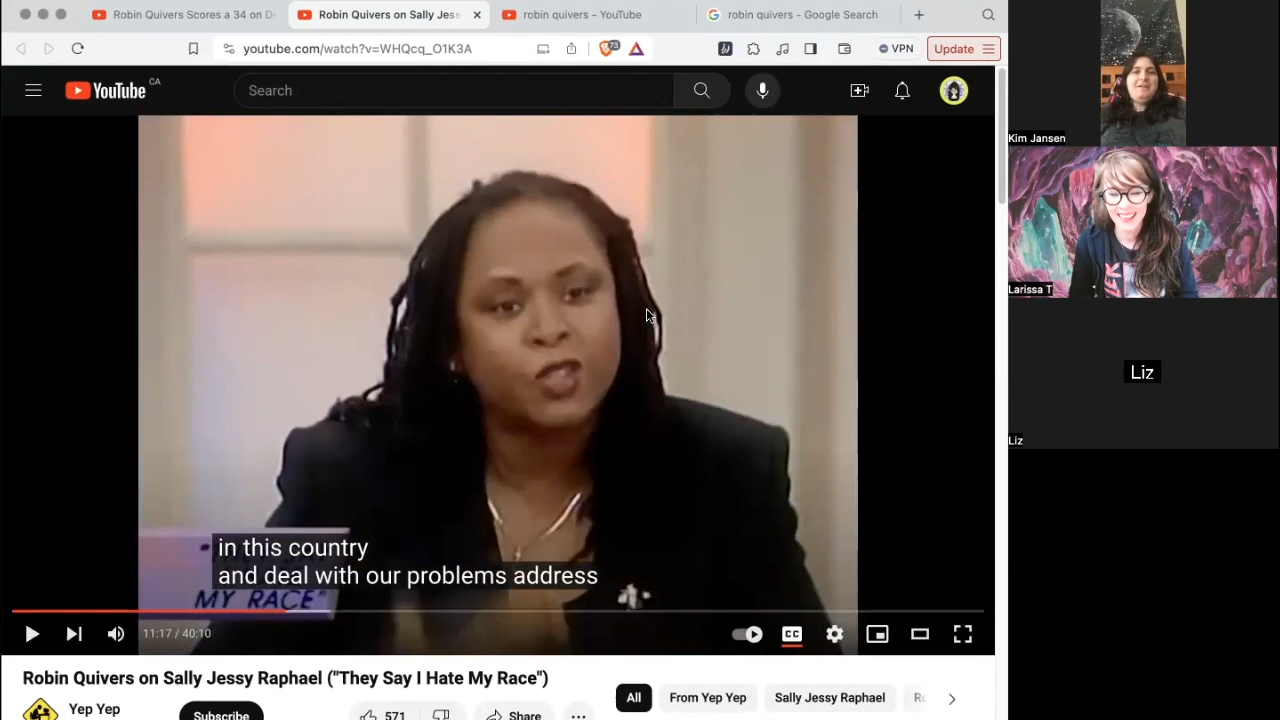 Robin Quivers Scores a 34 on D
Robin Quivers on Sally Jess
robin quivers - YouTube
robin quivers - Google Search
youtube.com/watch?v=WHQcq_O1K3A
73
VPN
Update
YouTube
CA
Search
in this country
and deal with our problems address
MY RACE"
11:17 / 40:10
CC
Robin Quivers on Sally Jessy Raphael ("They Say I Hate My Race")
Yep Yep
Subscribe
571
Share
All
From Yep Yep
Sally Jessy Raphael
Kim Jansen
Larissa T
Liz
Liz